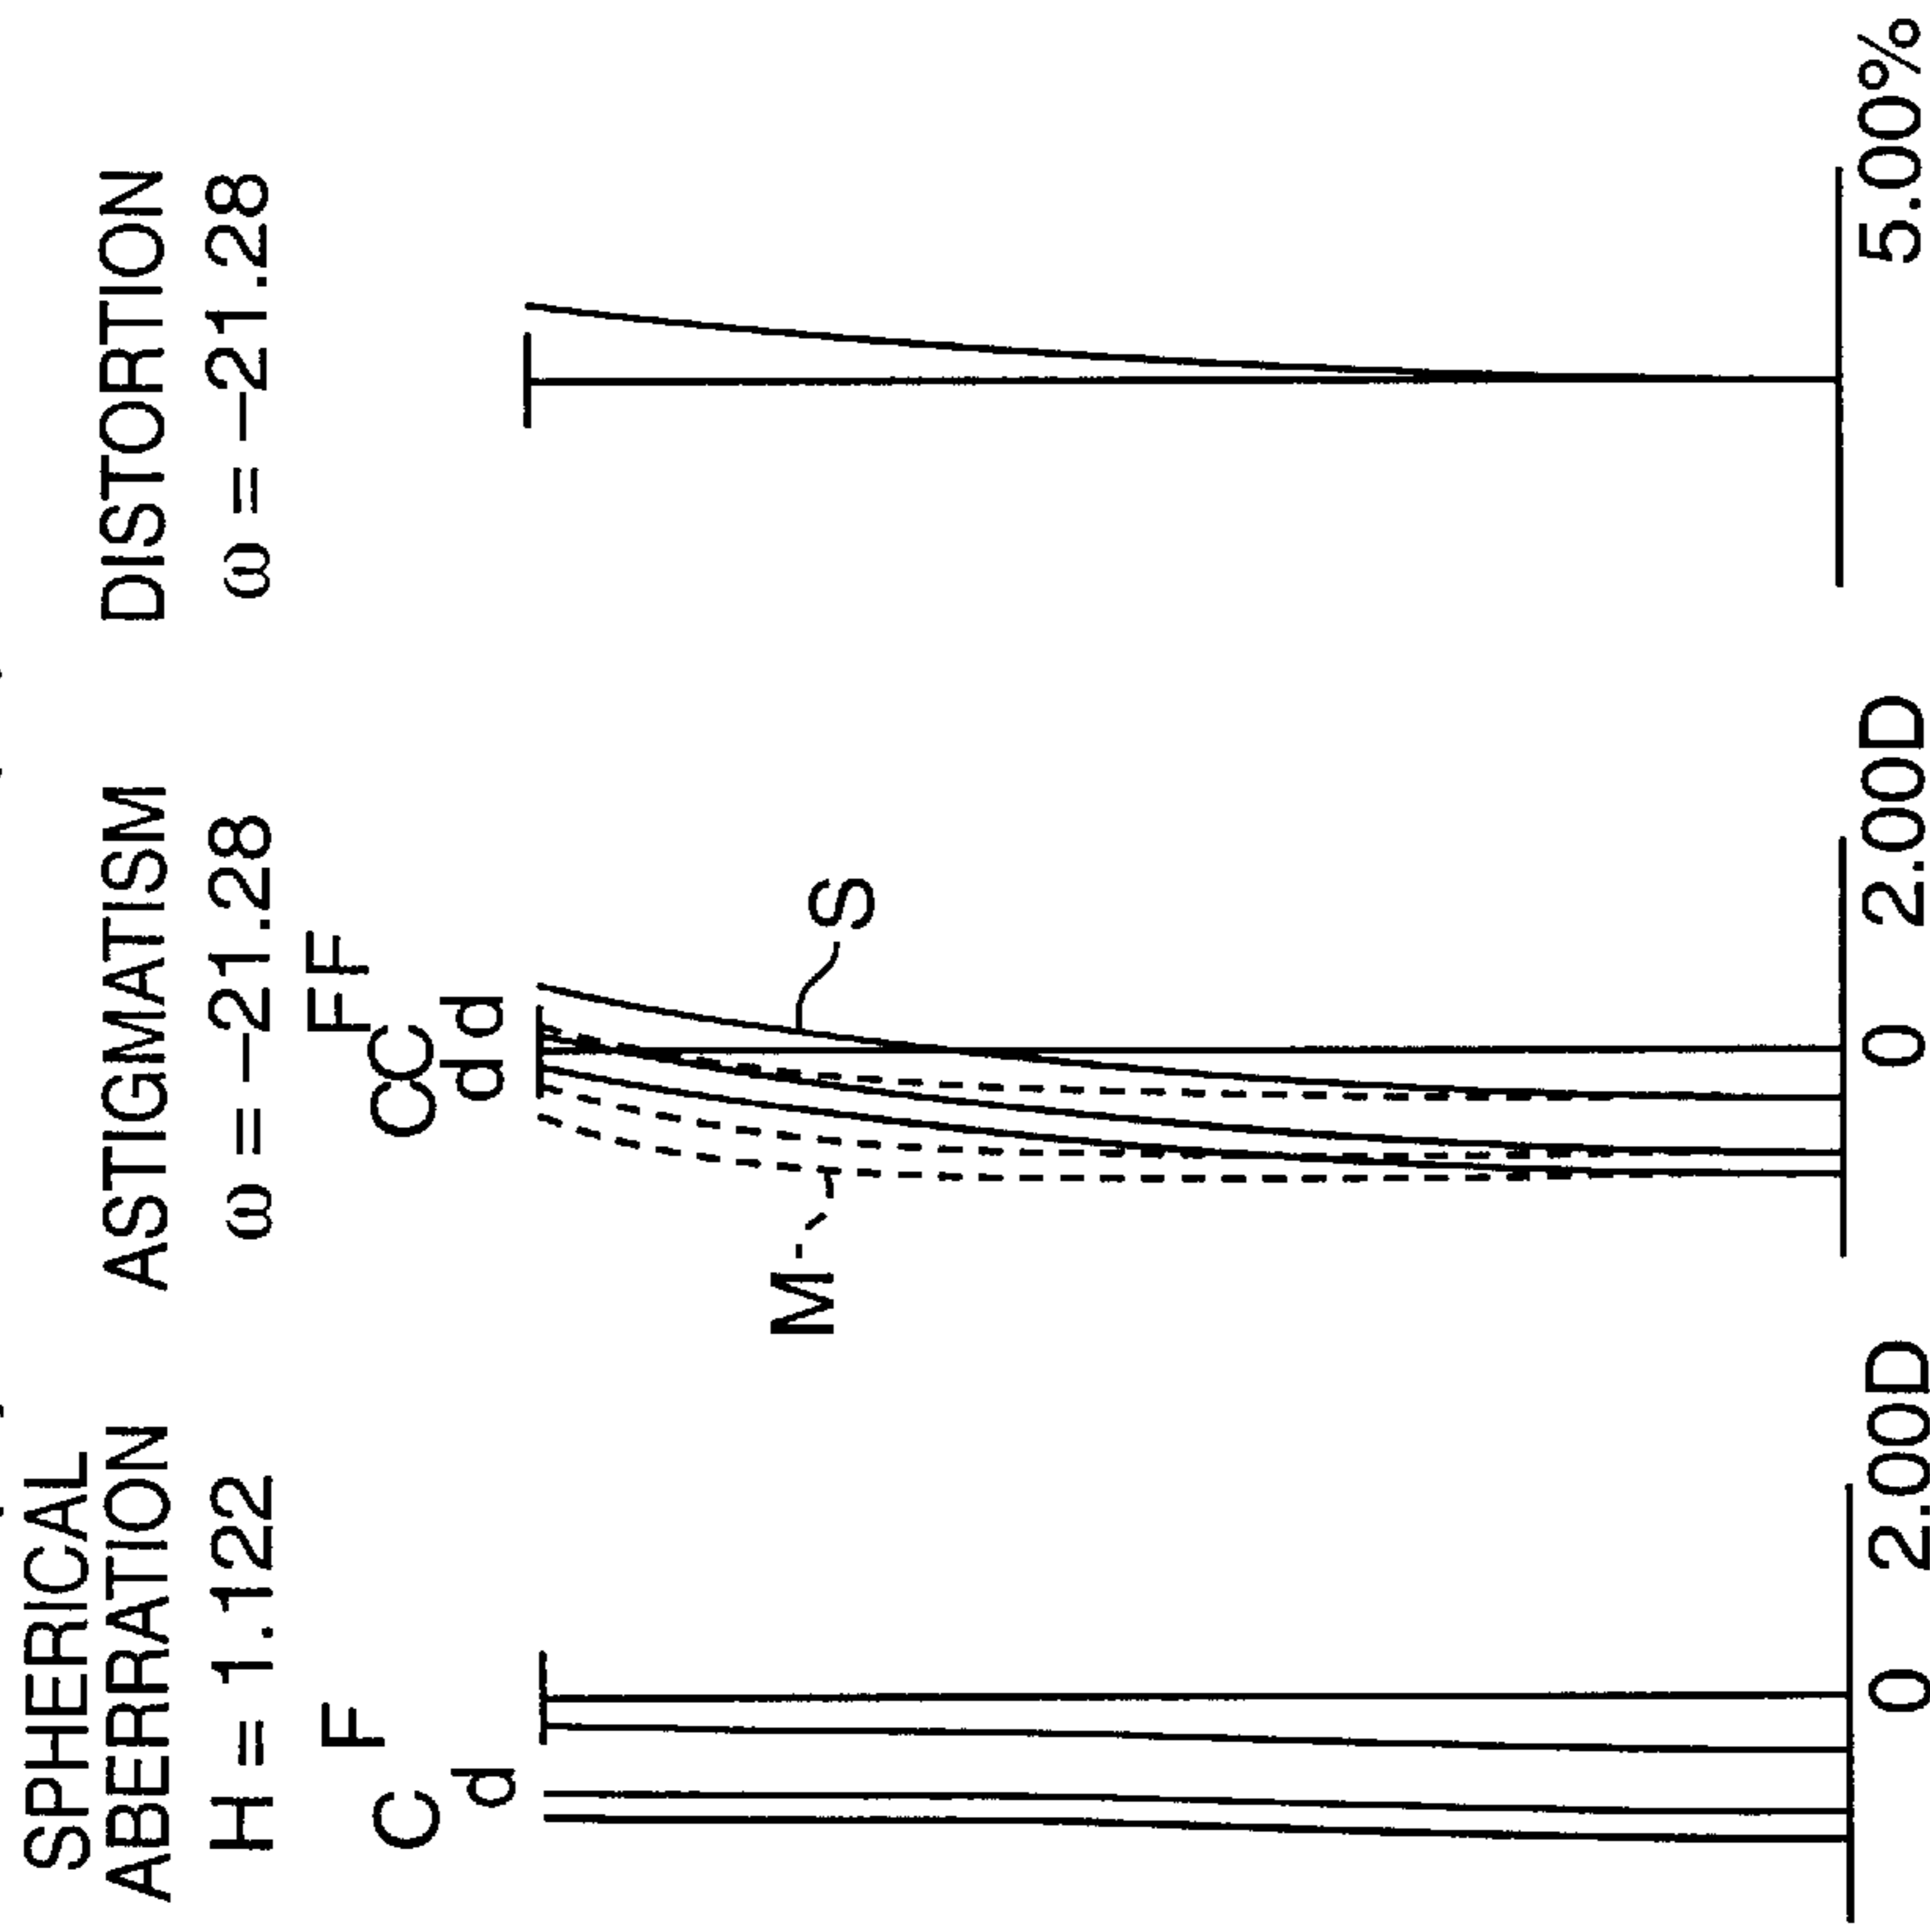 SPHERICAL
ABERRATION
H = 1.122
F
C
d
0 2.00D
ASTIGMATISM
ω = −21.28
FF
CC
d d
S
M
0 2.00D
DISTORTION
ω = −21.28
5.00%